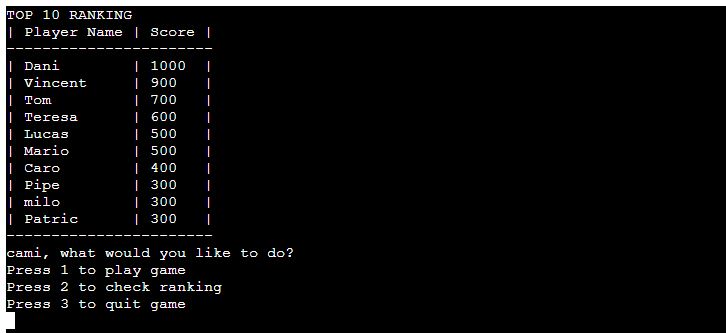 TOP 10 RANKING
| Player Name | Score |
-----------------------
| Dani        | 1000  |
| Vincent     | 900   |
| Tom         | 700   |
| Teresa      | 600   |
| Lucas       | 500   |
| Mario       | 500   |
| Caro        | 400   |
| Pipe        | 300   |
| milo        | 300   |
| Patric      | 300   |
-----------------------
cami, what would you like to do?
Press 1 to play game
Press 2 to check ranking
Press 3 to quit game